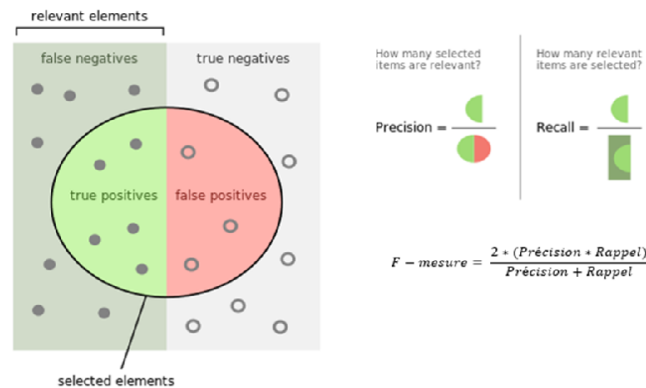 relevant elements
false negatives
true negatives
true positives
false positives
selected elements
How many selected
items are relevant?
Precision =
How many relevant
items are selected?
Recall =
F − mesure = 2 * (Précision * Rappel)
Précision + Rappel